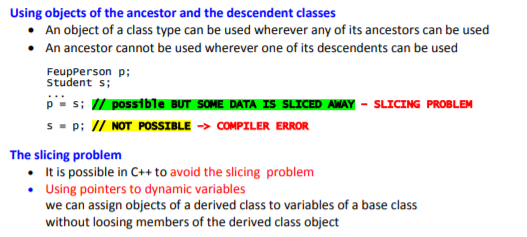 Using objects of the ancestor and the descendent classes
• An object of a class type can be used wherever any of its ancestors can be used
• An ancestor cannot be used wherever one of its descendents can be used
FeupPerson p;
Student s;
...
p = s; // possible BUT SOME DATA IS SLICED AWAY – SLICING PROBLEM
s = p; // NOT POSSIBLE -> COMPILER ERROR
The slicing problem
• It is possible in C++ to avoid the slicing problem
• Using pointers to dynamic variables
we can assign objects of a derived class to variables of a base class
without loosing members of the derived class object